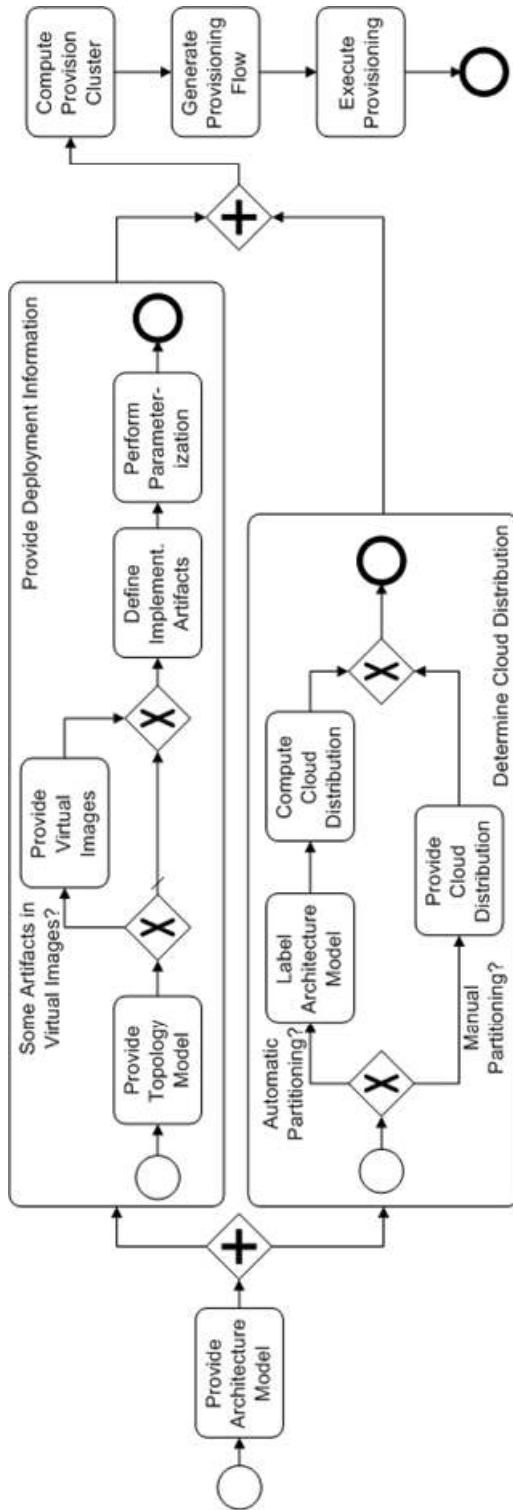 Provide
Architecture
Model
Provide Deployment Information
Some Artifacts in
Virtual Images?
Provide
Topology
Model
Provide
Virtual
Images
Define
Implement.
Artifacts
Perform
Parameter-
ization
Automatic
Partitioning?
Label
Architecture
Model
Compute
Cloud
Distribution
Manual
Partitioning?
Provide
Cloud
Distribution
Determine Cloud Distribution
Compute
Provision
Cluster
Generate
Provisioning
Flow
Execute
Provisioning